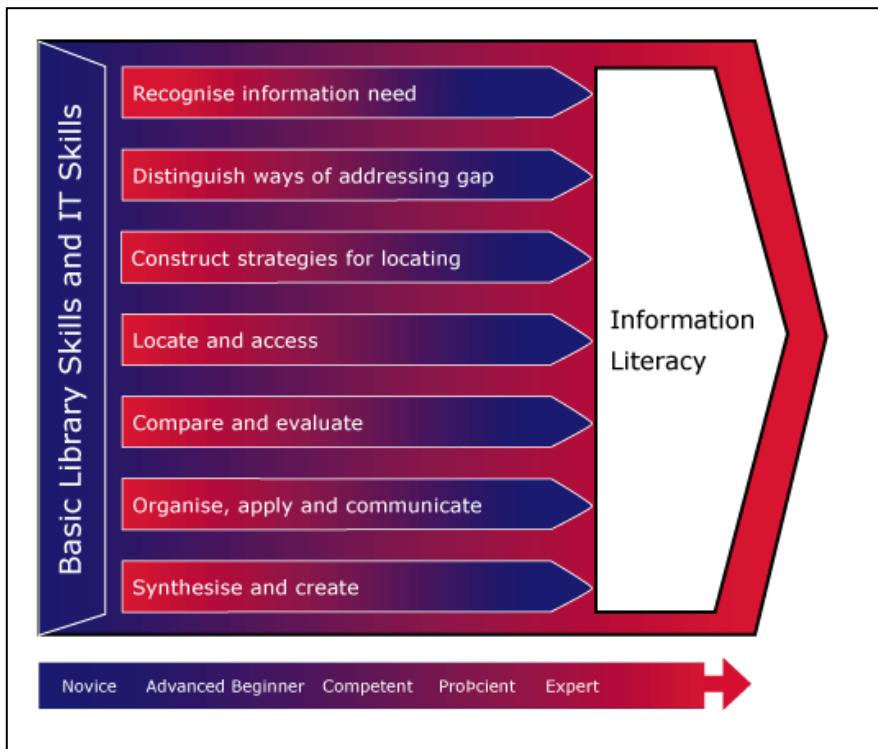 Basic Library Skills and IT Skills
Recognise information need
Distinguish ways of addressing gap
Construct strategies for locating
Locate and access
Compare and evaluate
Organise, apply and communicate
Synthesise and create
Information
Literacy
Novice Advanced Beginner Competent Proþcient Expert